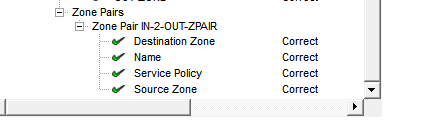 Zone Pairs
Zone Pair IN-2-OUT-ZPAIR
Destination Zone Correct
Name Correct
Service Policy Correct
Source Zone Correct